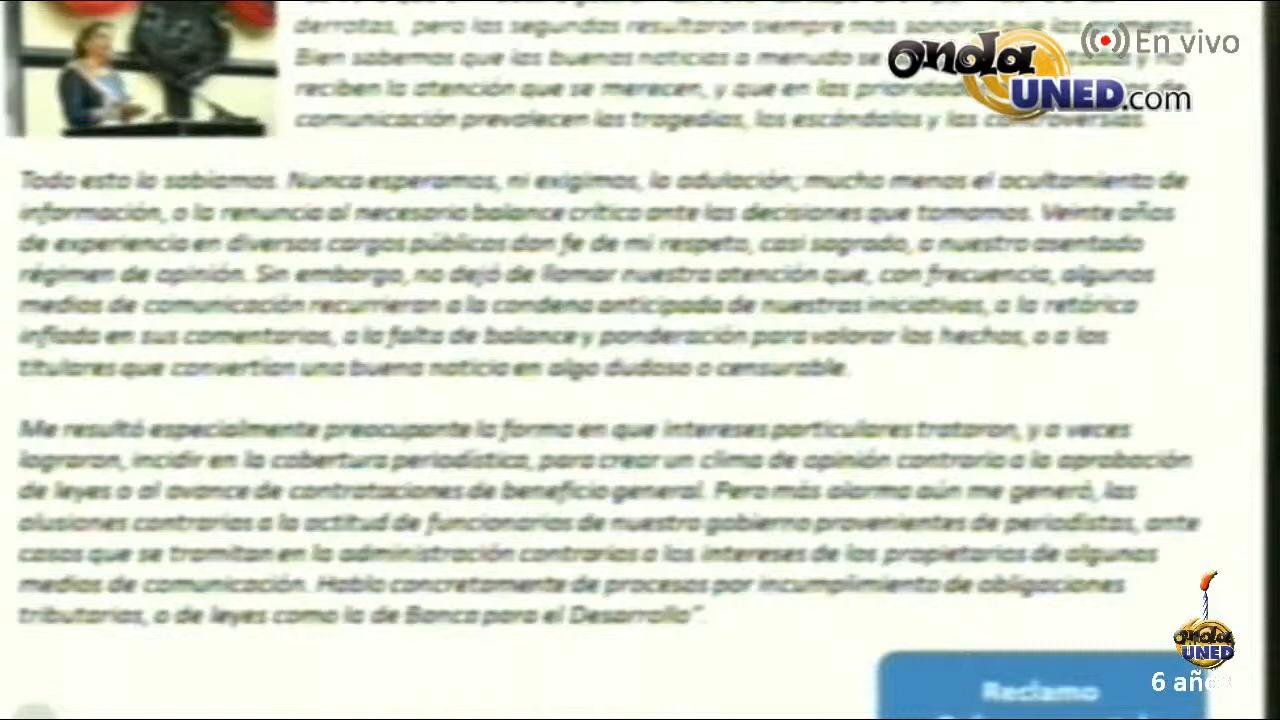 derrotas, pero las segundas resultaron siempre más sonoras que las primeras.
Bien sabemos que las buenas noticias a menudo se y no
reciben la atención que se merecen, y que en las prioridades de
comunicación prevalecen las tragedias, los escándalos y las controversias.
Todo esto lo sabíamos. Nunca esperamos, ni exigimos, la adulación; mucho menos el ocultamiento de
información, o la renuncia al necesario balance crítico ante las decisiones que tomamos. Veinte años
de experiencia en diversos cargos públicos dan fe de mi respeto, casi sagrado, a nuestro asentado
régimen de opinión. Sin embargo, no dejó de llamar nuestra atención que, con frecuencia, algunos
medios de comunicación recurrieron a la condena anticipada de nuestras iniciativas, a la retórica
inflada en sus comentarios, a la falta de balance y ponderación para valorar los hechos, o a los
titulares que convertían una buena noticia en algo dudoso o censurable.
Me resultó especialmente preocupante la forma en que intereses particulares trataron, y a veces
lograron, incidir en la cobertura periodística, para crear un clima de opinión contrario a la aprobación
de leyes o al avance de contrataciones de beneficio general. Pero más alarma aún me generó, las
alusiones contrarias a la actitud de funcionarios de nuestro gobierno provenientes de periodistas, ante
casos que se tramitan en la administración contrarios a los intereses de los propietarios de algunos
medios de comunicación. Hablo concretamente de procesos por incumplimiento de obligaciones
tributarias, o de leyes como la de Banca para el Desarrollo".
Reclamo
onda
UNED.com
En vivo
onda
UNED
6 años